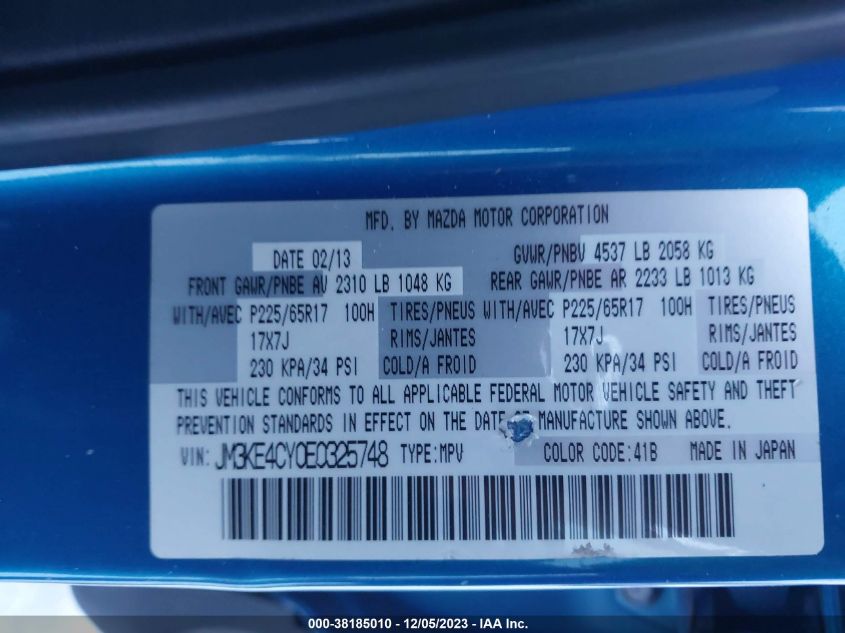 MFD. BY MAZDA MOTOR CORPORATION
DATE 02/13 GVWR/PNBV 4537 LB 2058 KG
FRONT GAWR/PNBE AV 2310 LB 1048 KG REAR GAWR/PNBE AR 2233 LB 1013 KG
WITH/AVEC P225/65R17 100H TIRES/PNEUS WITH/AVEC P225/65R17 100H TIRES/PNEUS
17X7J RIMS/JANTES 17X7J RIMS/JANTES
230 KPA/34 PSI COLD/A FROID 230 KPA/34 PSI COLD/A FROID
THIS VEHICLE CONFORMS TO ALL APPLICABLE FEDERAL MOTOR VEHICLE SAFETY AND THEFT
PREVENTION STANDARDS IN EFFECT ON THE DATE OF MANUFACTURE SHOWN ABOVE.
VIN: JM3KE4CY0E0325748 TYPE:MPV COLOR CODE:41B MADE IN JAPAN
000-38185010 - 12/05/2023 - IAA Inc.